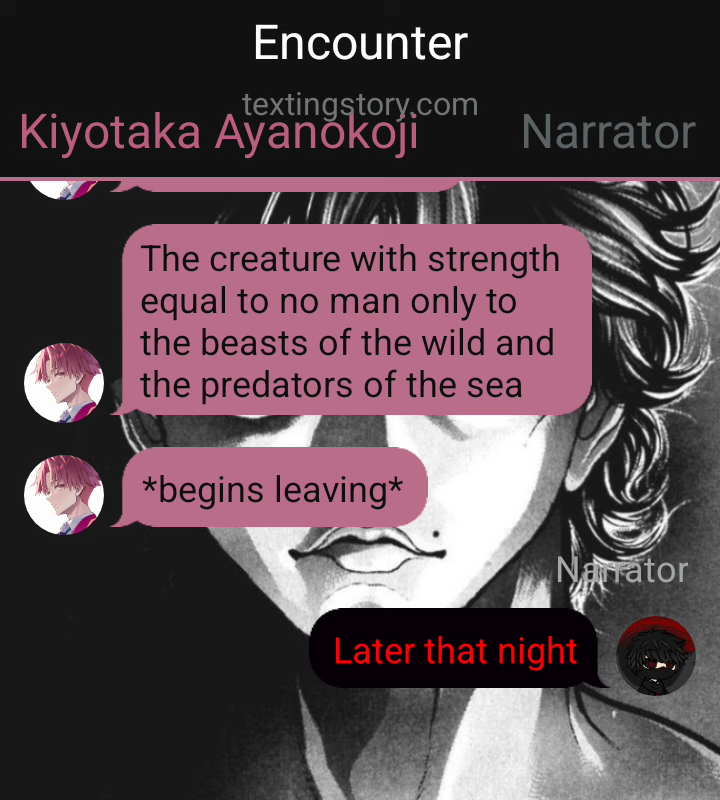 Encounter
textingstory.com
Kiyotaka Ayanokoji Narrator
The creature with strength
equal to no man only to
the beasts of the wild and
the predators of the sea
*begins leaving*
Narrator
Later that night